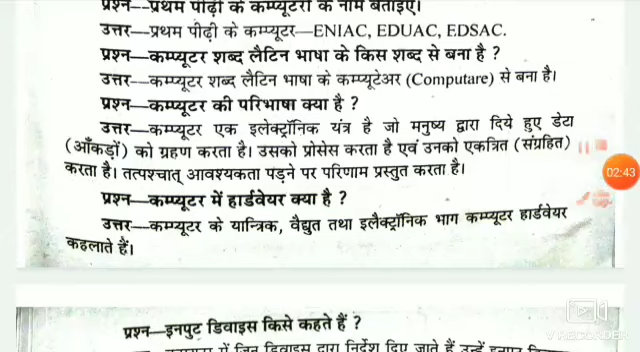 प्रश्न—प्रथम पीढ़ी के कम्प्यूटरों के नाम बताइए।
उत्तर—प्रथम पीढ़ी के कम्प्यूटर—ENIAC, EDUAC, EDSAC.
प्रश्न—कम्प्यूटर शब्द लैटिन भाषा के किस शब्द से बना है ?
उत्तर—कम्प्यूटर शब्द लैटिन भाषा के कम्प्यूटेअर (Computare) से बना है।
प्रश्न—कम्प्यूटर की परिभाषा क्या है ?
उत्तर—कम्प्यूटर एक इलेक्ट्रॉनिक यंत्र है जो मनुष्य द्वारा दिये हुए डेटा
(आँकड़ों) को ग्रहण करता है। उसको प्रोसेस करता है एवं उनको एकत्रित (संग्रहित)
करता है। तत्पश्चात् आवश्यकता पड़ने पर परिणाम प्रस्तुत करता है।
02:43
प्रश्न—कम्प्यूटर में हार्डवेयर क्या है ?
उत्तर—कम्प्यूटर के यान्त्रिक, वैद्युत तथा इलैक्ट्रॉनिक भाग कम्प्यूटर हार्डवेयर
कहलाते हैं।
प्रश्न—इनपुट डिवाइस किसे कहते हैं ?
में जिन डिवाइस द्वारा निर्देश दिए जाते हैं उन्हें इनपुट
VRECORDER